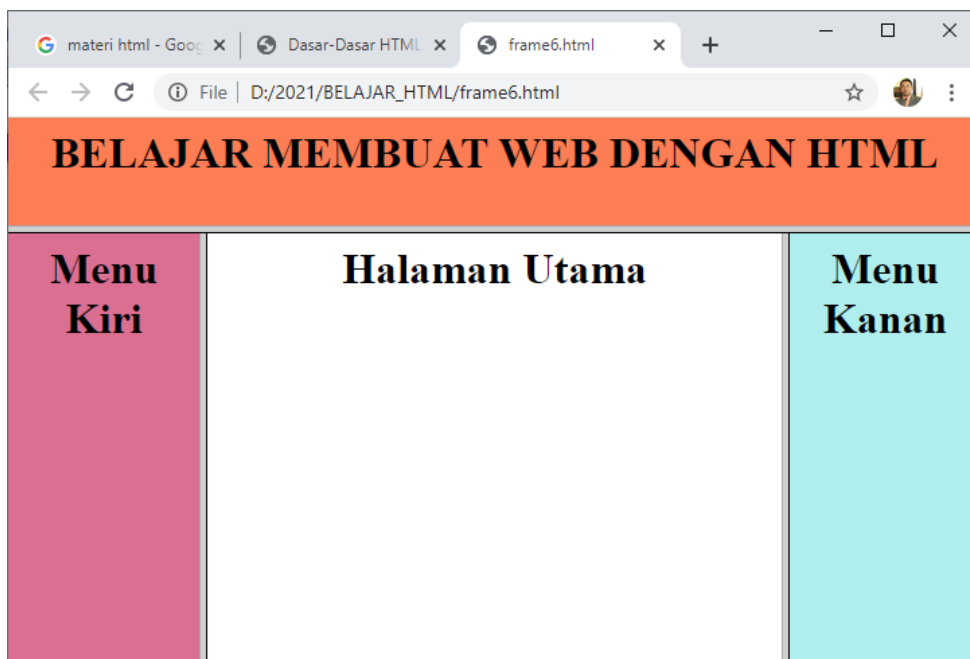 materi html - Goog
Dasar-Dasar HTML
frame6.html
File | D:/2021/BELAJAR_HTML/frame6.html
BELAJAR MEMBUAT WEB DENGAN HTML
Menu
Kiri
Halaman Utama
Menu
Kanan